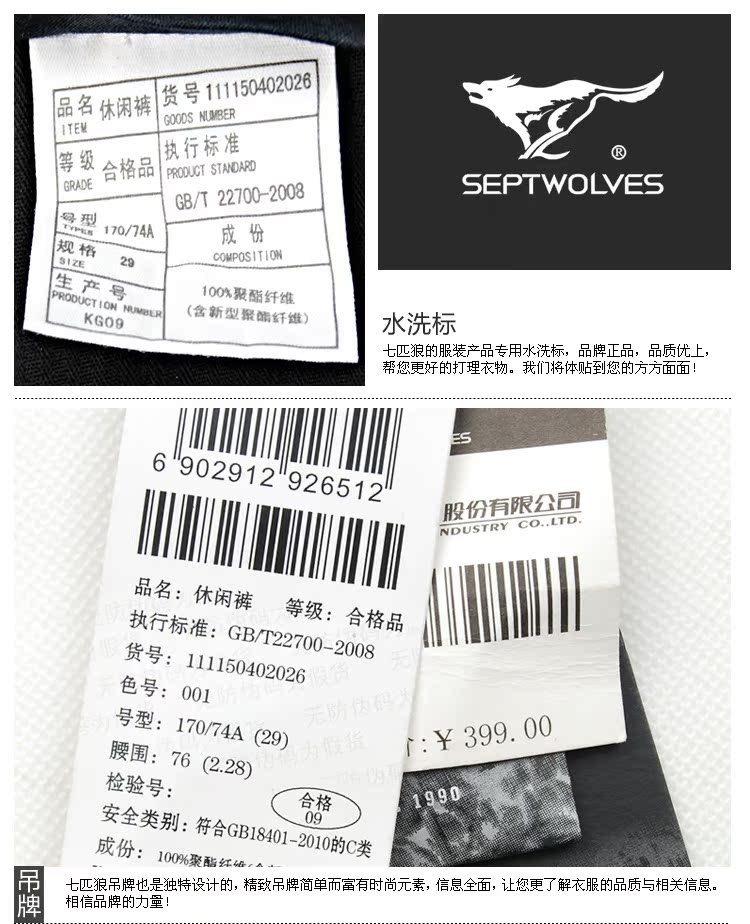 品名 休闲裤
ITEM
货号 111150402026
GOODS NUMBER
等级 合格品
GRADE
执行标准
PRODUCT STANDARD
GB/T 22700-2008
号型 170/74A
TYPES
成 份
COMPOSITION
规格 29
SIZE
100%聚酯纤维
(含新型聚酯纤维)
生产号
PRODUCTION NUMBER
KG09
®
SEPTWOLVES
水洗标
七匹狼的服装产品专用水洗标，品牌正品，品质优上，
帮您更好的打理衣物。我们将体贴到您的方方面面！
6 902912 926512
ES
股份有限公司
NDUSTRY CO.,LTD.
品名：休闲裤 等级：合格品
执行标准：GB/T22700-2008
货号：111150402026
色号：001
号型：170/74A (29)
腰围：76 (2.28)
检验号：
合格
09
安全类别：符合GB18401-2010的C类
成份：100%聚酯纤维
无防伪码为假货
：¥ 399.00
1990
吊牌
七匹狼吊牌也是独特设计的，精致吊牌简单而富有时尚元素，信息全面，让您更了解衣服的品质与相关信息。
相信品牌的力量！